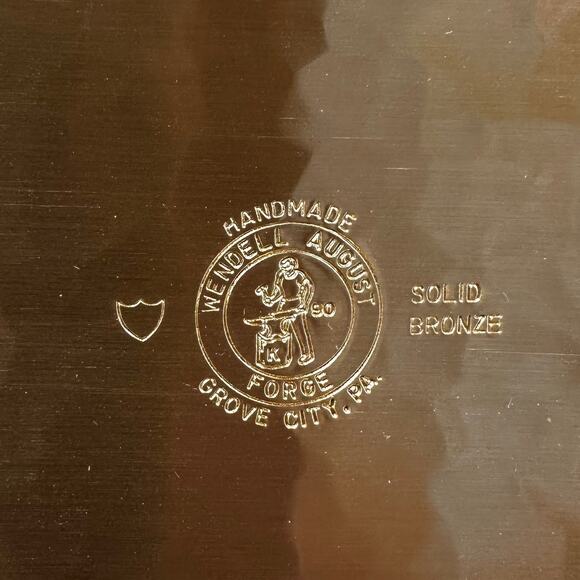 HANDMADE
WENDELL AUGUST
90
K
FORGE
GROVE CITY, PA.
SOLID
BRONZE